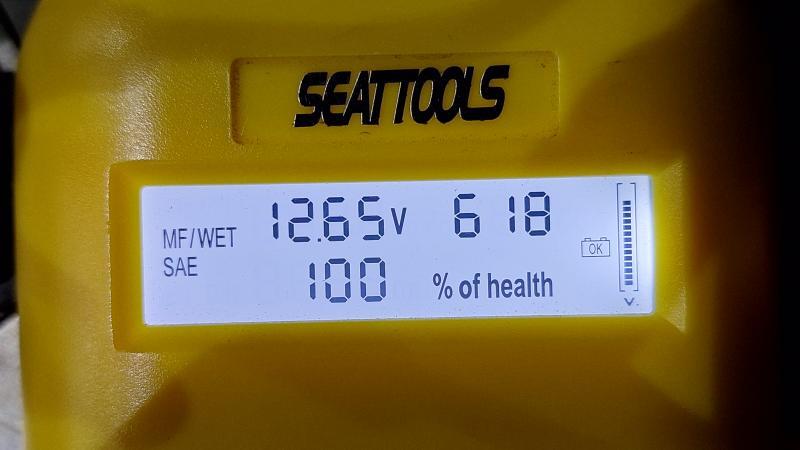 SEATTOOLS
MF/WET 12.65V 618
SAE 100 % of health
OK
V.